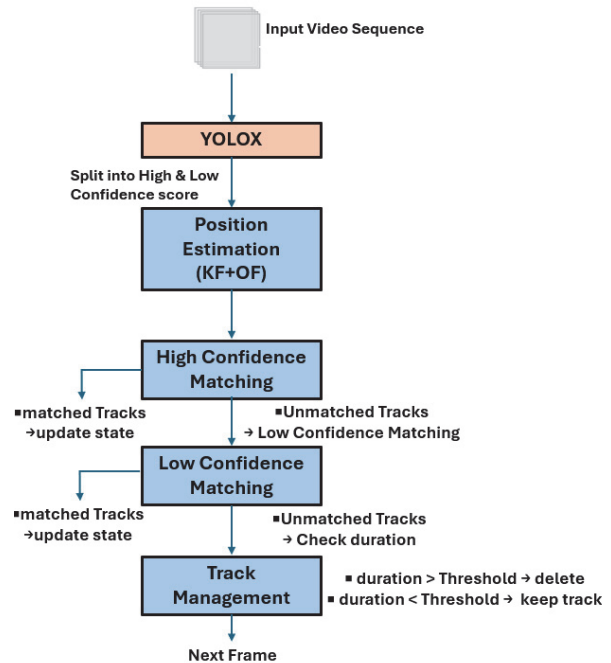 Input Video Sequence
YOLOX
Split into High & Low
Confidence score
Position
Estimation
(KF+OF)
High Confidence
Matching
▪matched Tracks
→update state
▪Unmatched Tracks
→ Low Confidence Matching
Low Confidence
Matching
▪matched Tracks
→update state
▪Unmatched Tracks
→ Check duration
Track
Management
▪ duration > Threshold → delete
▪ duration < Threshold → keep track
Next Frame